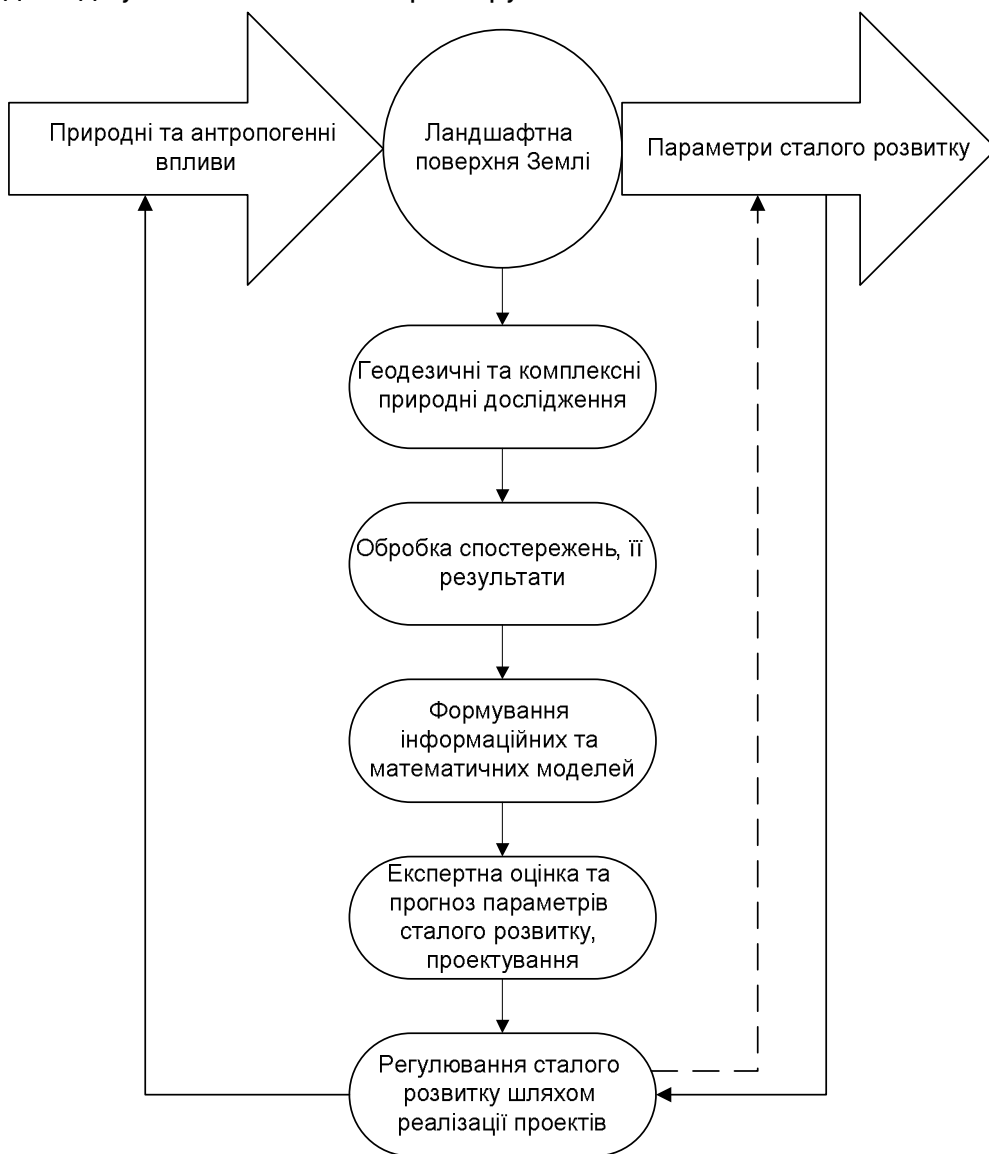 Природні та антропогенні
впливи
Ландшафтна
поверхня Землі
Параметри сталого розвитку
Геодезичні та комплексні
природні дослідження
Обробка спостережень, її
результати
Формування
інформаційних та
математичних моделей
Експертна оцінка та
прогноз параметрів
сталого розвитку,
проектування
Регулювання сталого
розвитку шляхом
реалізації проектів